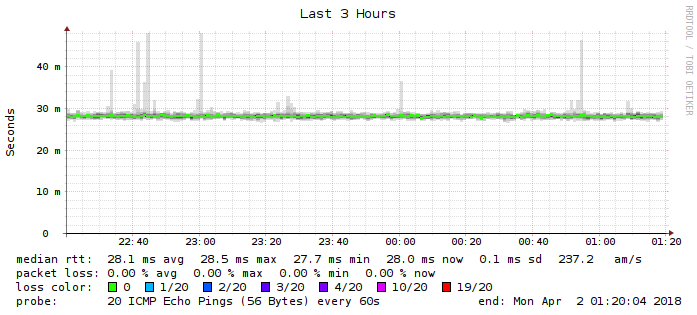 Last 3 Hours
RRDTOOL / TOBI OETIKER
Seconds
40 m
30 m
20 m
10 m
0
22:40 23:00 23:20 23:40 00:00 00:20 00:40 01:00 01:20
median rtt: 28.1 ms avg 28.5 ms max 27.7 ms min 28.0 ms now 0.1 ms sd 237.2 am/s
packet loss: 0.00 % avg 0.00 % max 0.00 % min 0.00 % now
loss color: 0 1/20 2/20 3/20 4/20 10/20 19/20
probe: 20 ICMP Echo Pings (56 Bytes) every 60s end: Mon Apr 2 01:20:04 2018